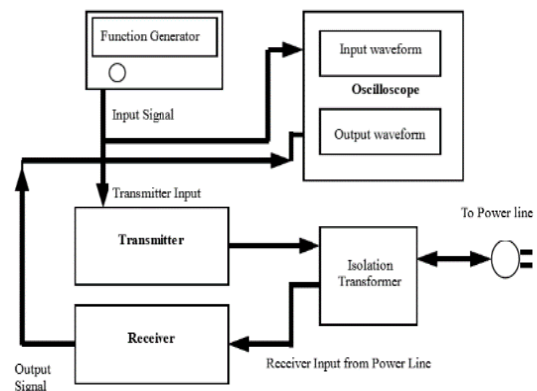 Function Generator
Input waveform
Oscilloscope
Input Signal
Output waveform
Transmitter Input
To Power line
Transmitter
Isolation
Transformer
Receiver
Receiver Input from Power Line
Output
Signal